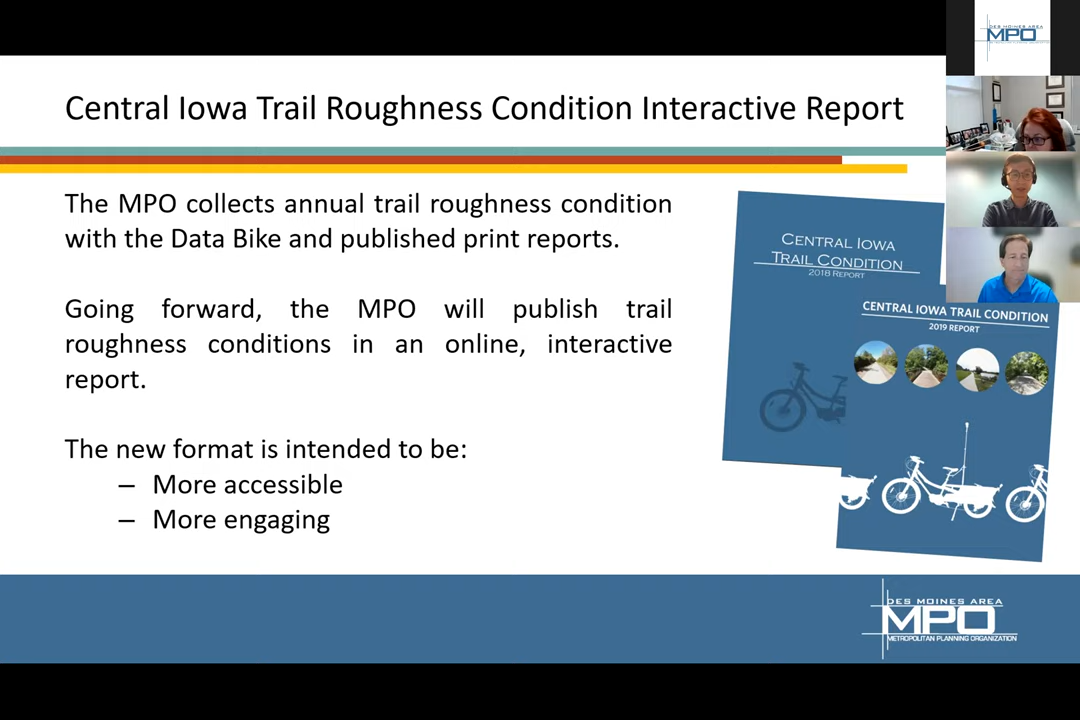 DES MOINES AREA
MPO
Central Iowa Trail Roughness Condition Interactive Report
The MPO collects annual trail roughness condition
with the Data Bike and published print reports.
Going forward, the MPO will publish trail
roughness conditions in an online, interactive
report.
The new format is intended to be:
– More accessible
– More engaging
CENTRAL IOWA
TRAIL CONDITION
2018 REPORT
CENTRAL IOWA TRAIL CONDITION
2019 REPORT
DES MOINES AREA
MPO
METROPOLITAN PLANNING ORGANIZATION